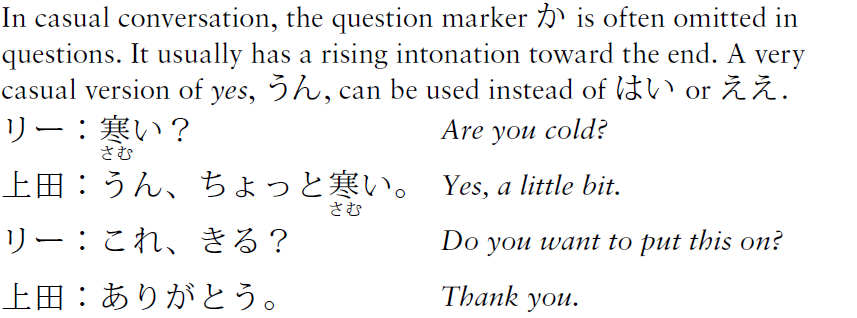 In casual conversation, the question marker か is often omitted in
questions. It usually has a rising intonation toward the end. A very
casual version of yes, うん, can be used instead of はい or ええ.
リー：寒い？ Are you cold?
さむ
上田：うん、ちょっと寒い。 Yes, a little bit.
さむ
リー：これ、きる？ Do you want to put this on?
上田：ありがとう。 Thank you.